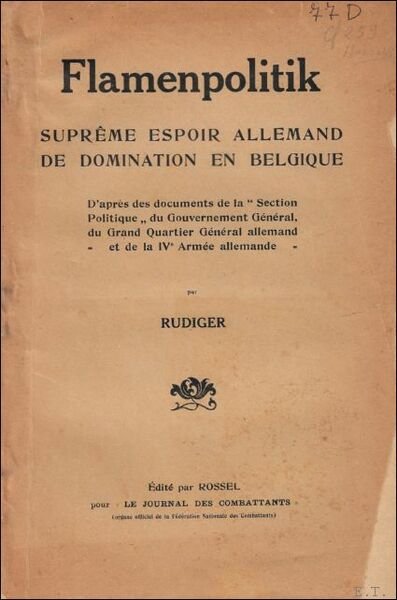 77 D
Flamenpolitik
SUPRÊME ESPOIR ALLEMAND
DE DOMINATION EN BELGIQUE
D'après des documents de la " Section
Politique „ du Gouvernement Général,
du Grand Quartier Général allemand
- et de la IVe Armée allemande -
par
RUDIGER
Édité par ROSSEL
pour " LE JOURNAL DES COMBATTANTS "
(organe officiel de la Fédération Nationale des Combattants)
E.T.